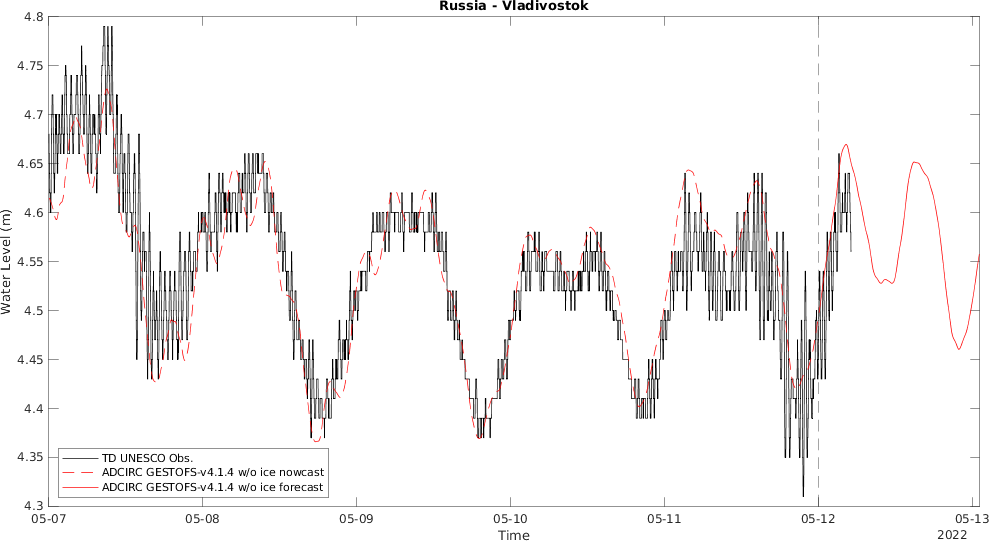 Russia - Vladivostok
Water Level (m)
4.8
4.75
4.7
4.65
4.6
4.55
4.5
4.45
4.4
4.35
4.3
TD UNESCO Obs.
ADCIRC GESTOFS-v4.1.4 w/o ice nowcast
ADCIRC GESTOFS-v4.1.4 w/o ice forecast
05-07 05-08 05-09 05-10 05-11 05-12 05-13
Time
2022